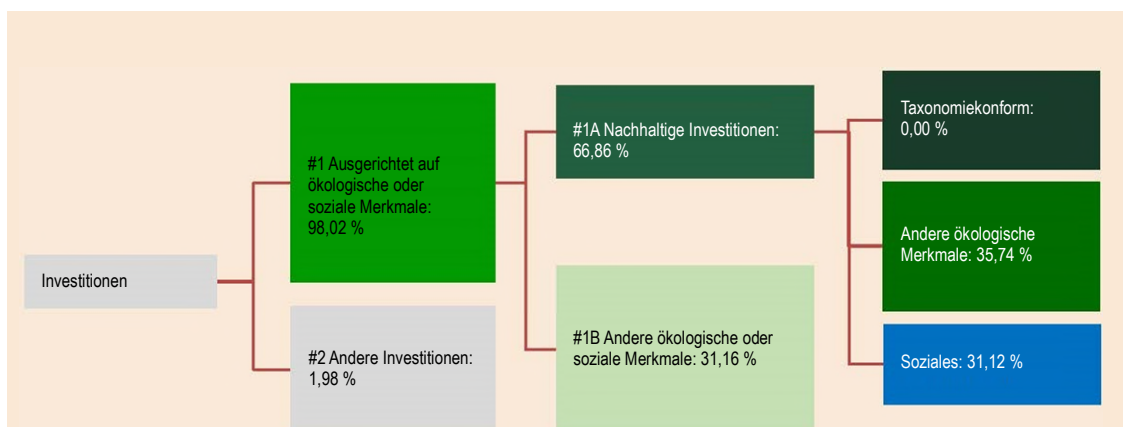 Investitionen
#1 Ausgerichtet auf
ökologische oder
soziale Merkmale:
98,02 %
#2 Andere Investitionen:
1,98 %
#1A Nachhaltige Investitionen:
66,86 %
#1B Andere ökologische oder
soziale Merkmale: 31,16 %
Taxonomiekonform:
0,00 %
Andere ökologische
Merkmale: 35,74 %
Soziales: 31,12 %